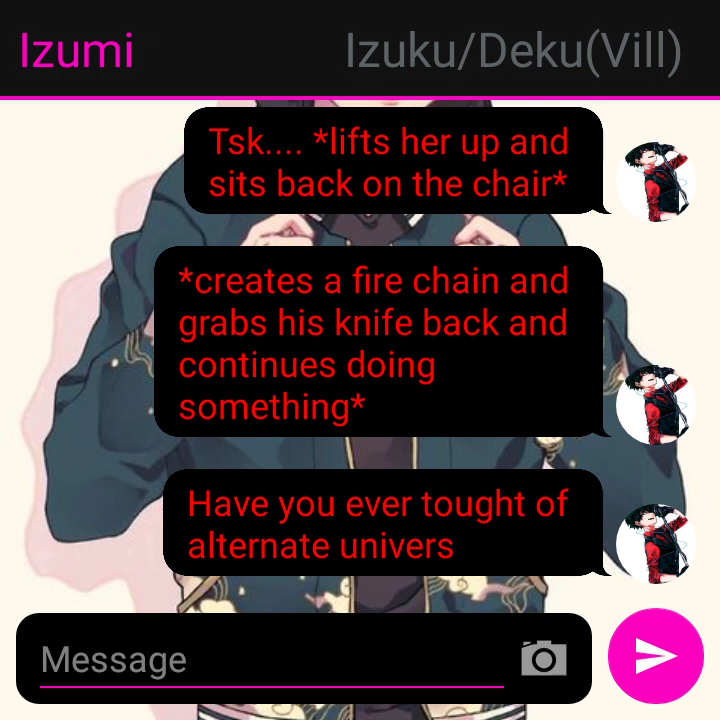 Izumi
Izuku/Deku(Vill)
Tsk.... *lifts her up and
sits back on the chair*
*creates a fire chain and
grabs his knife back and
continues doing
something*
Have you ever tought of
alternate univers
Message